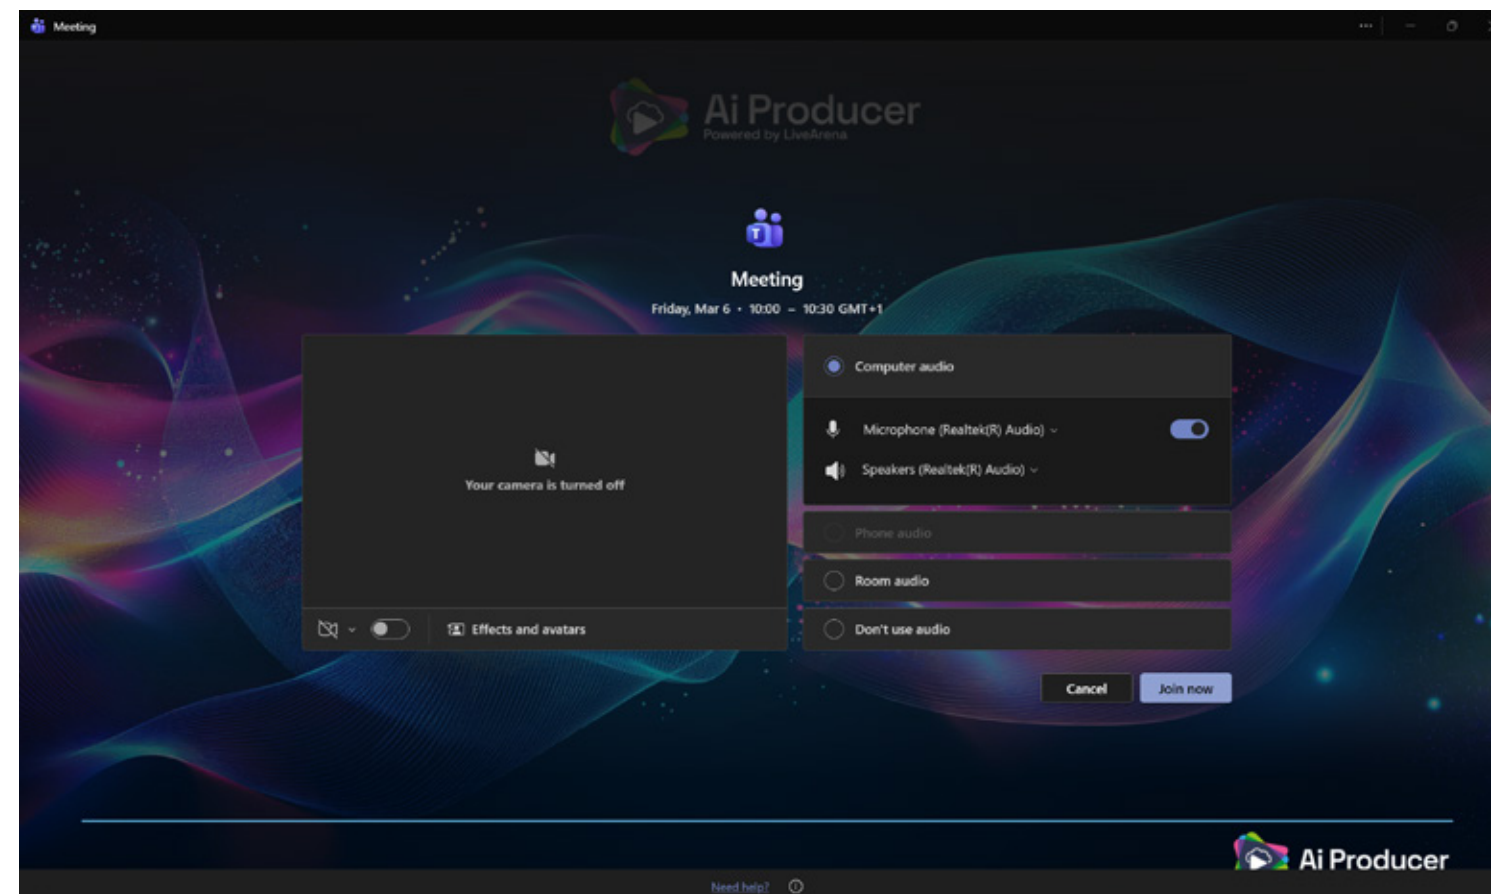 Meeting
Ai Producer
Powered by LiveArena
T
Meeting
Friday, Mar 6 • 10:00 – 10:30 GMT+1
Your camera is turned off
Effects and avatars
Computer audio
Microphone (Realtek(R) Audio)
Speakers (Realtek(R) Audio)
Phone audio
Room audio
Don't use audio
Cancel
Join now
Ai Producer
Need help?